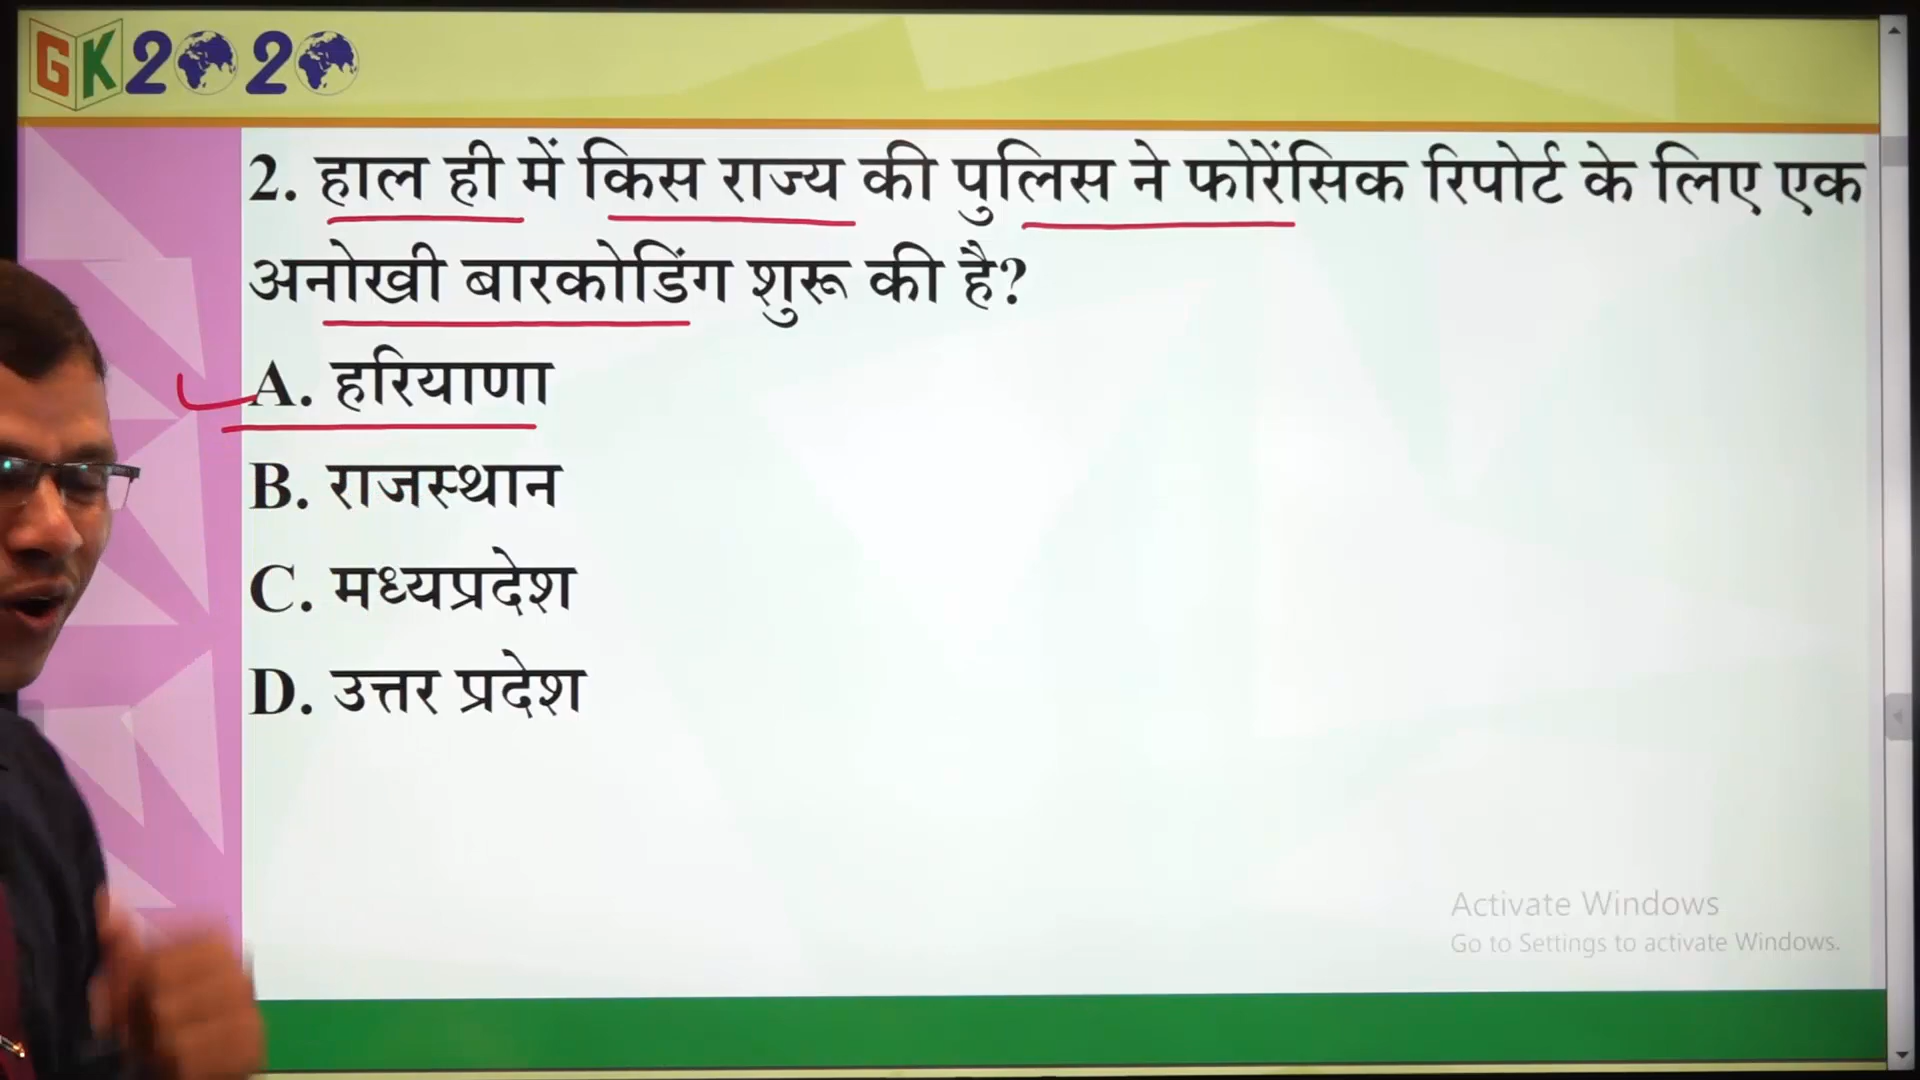 GK2020
2. हाल ही में किस राज्य की पुलिस ने फोरेंसिक रिपोर्ट के लिए एक
अनोखी बारकोडिंग शुरू की है?
A. हरियाणा
B. राजस्थान
C. मध्यप्रदेश
D. उत्तर प्रदेश
Activate Windows
Go to Settings to activate Windows.